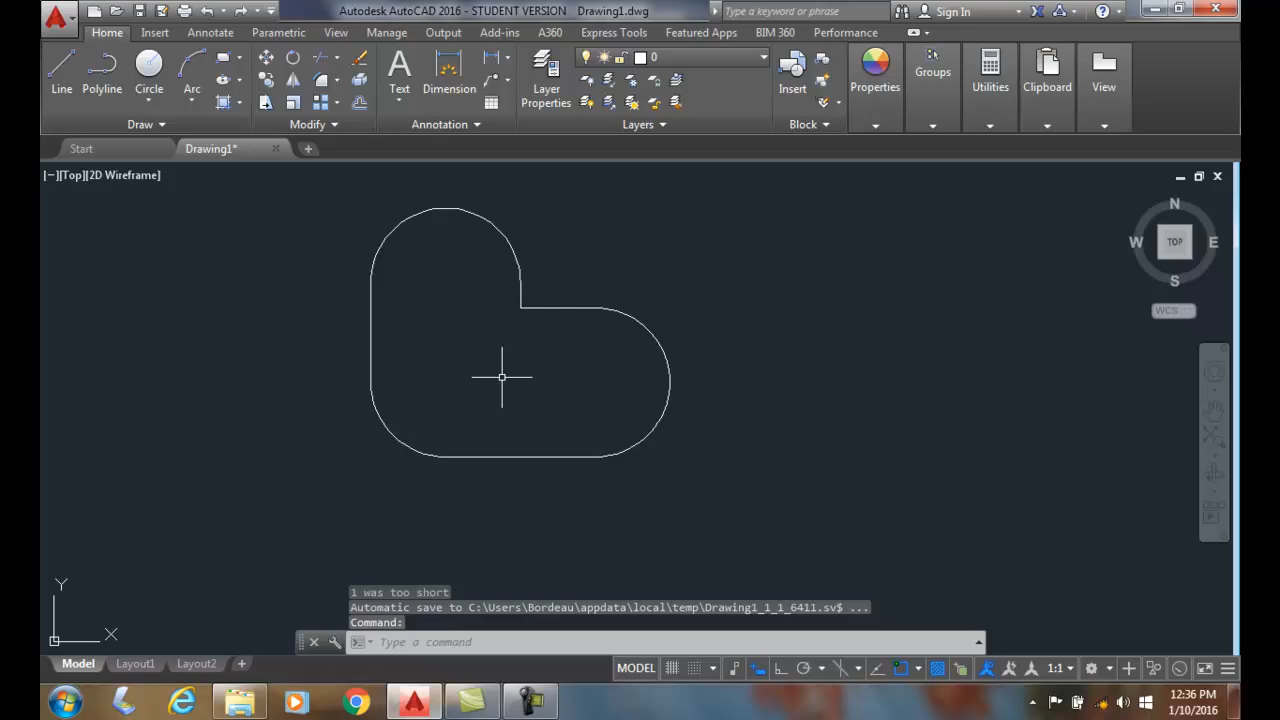 Autodesk AutoCAD 2016 - STUDENT VERSION Drawing1.dwg
Type a keyword or phrase
Sign In
Home Insert Annotate Parametric View Manage Output Add-ins A360 Express Tools Featured Apps BIM 360 Performance
0
Line Polyline Circle Arc Text Dimension Layer Properties Insert Properties Groups Utilities Clipboard View
Draw Modify Annotation Layers Block
Start Drawing1*
[−][Top][2D Wireframe]
N
W TOP E
S
WCS
Y
X
1 was too short
Automatic save to C:\Users\Bordeau\appdata\local\temp\Drawing1_1_1_6411.sv$ ...
Command:
Type a command
Model Layout1 Layout2
MODEL 1:1
12:36 PM
1/10/2016